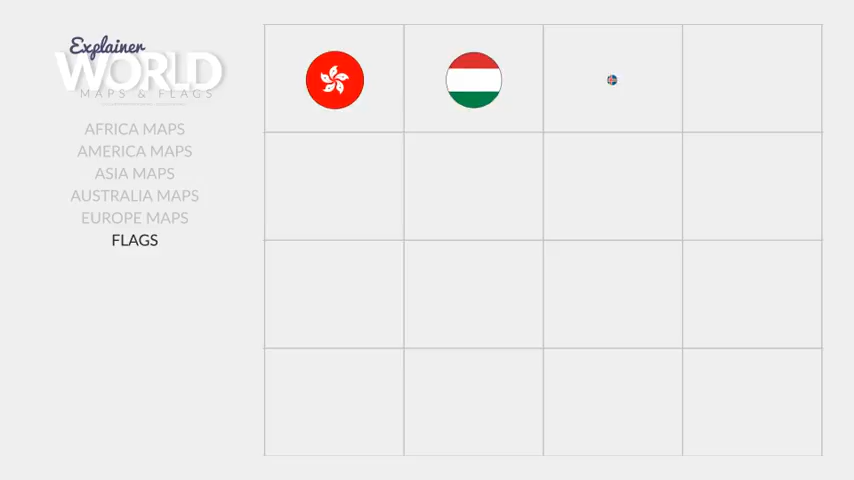 Explainer
WORLD
MAPS & FLAGS
AFRICA MAPS
AMERICA MAPS
ASIA MAPS
AUSTRALIA MAPS
EUROPE MAPS
FLAGS